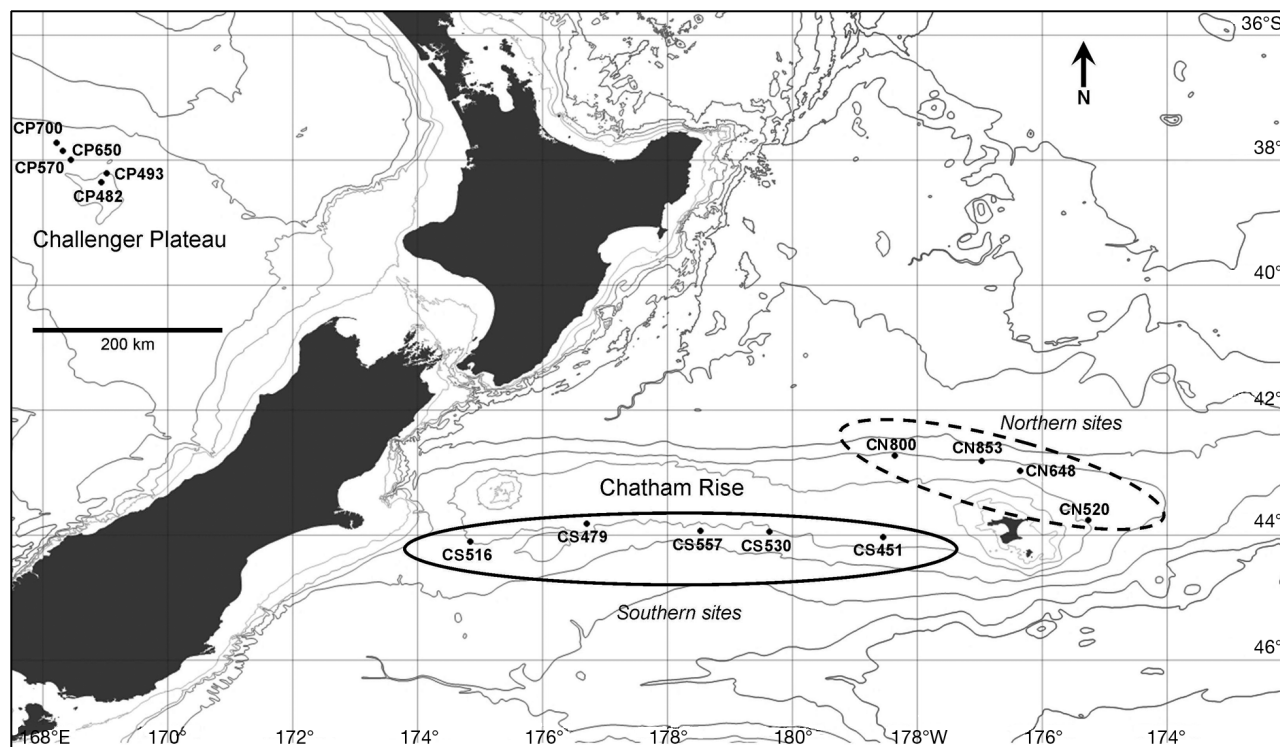 36°S
N
CP700
CP650
38°
CP570
CP493
CP482
Challenger Plateau
40°
200 km
42°
Northern sites
CN800
CN853
CN648
Chatham Rise
CN520
44°
CS479
CS557
CS530
CS451
CS516
Southern sites
46°
168°E 170° 172° 174° 176° 178° 180° 178°W 176° 174°